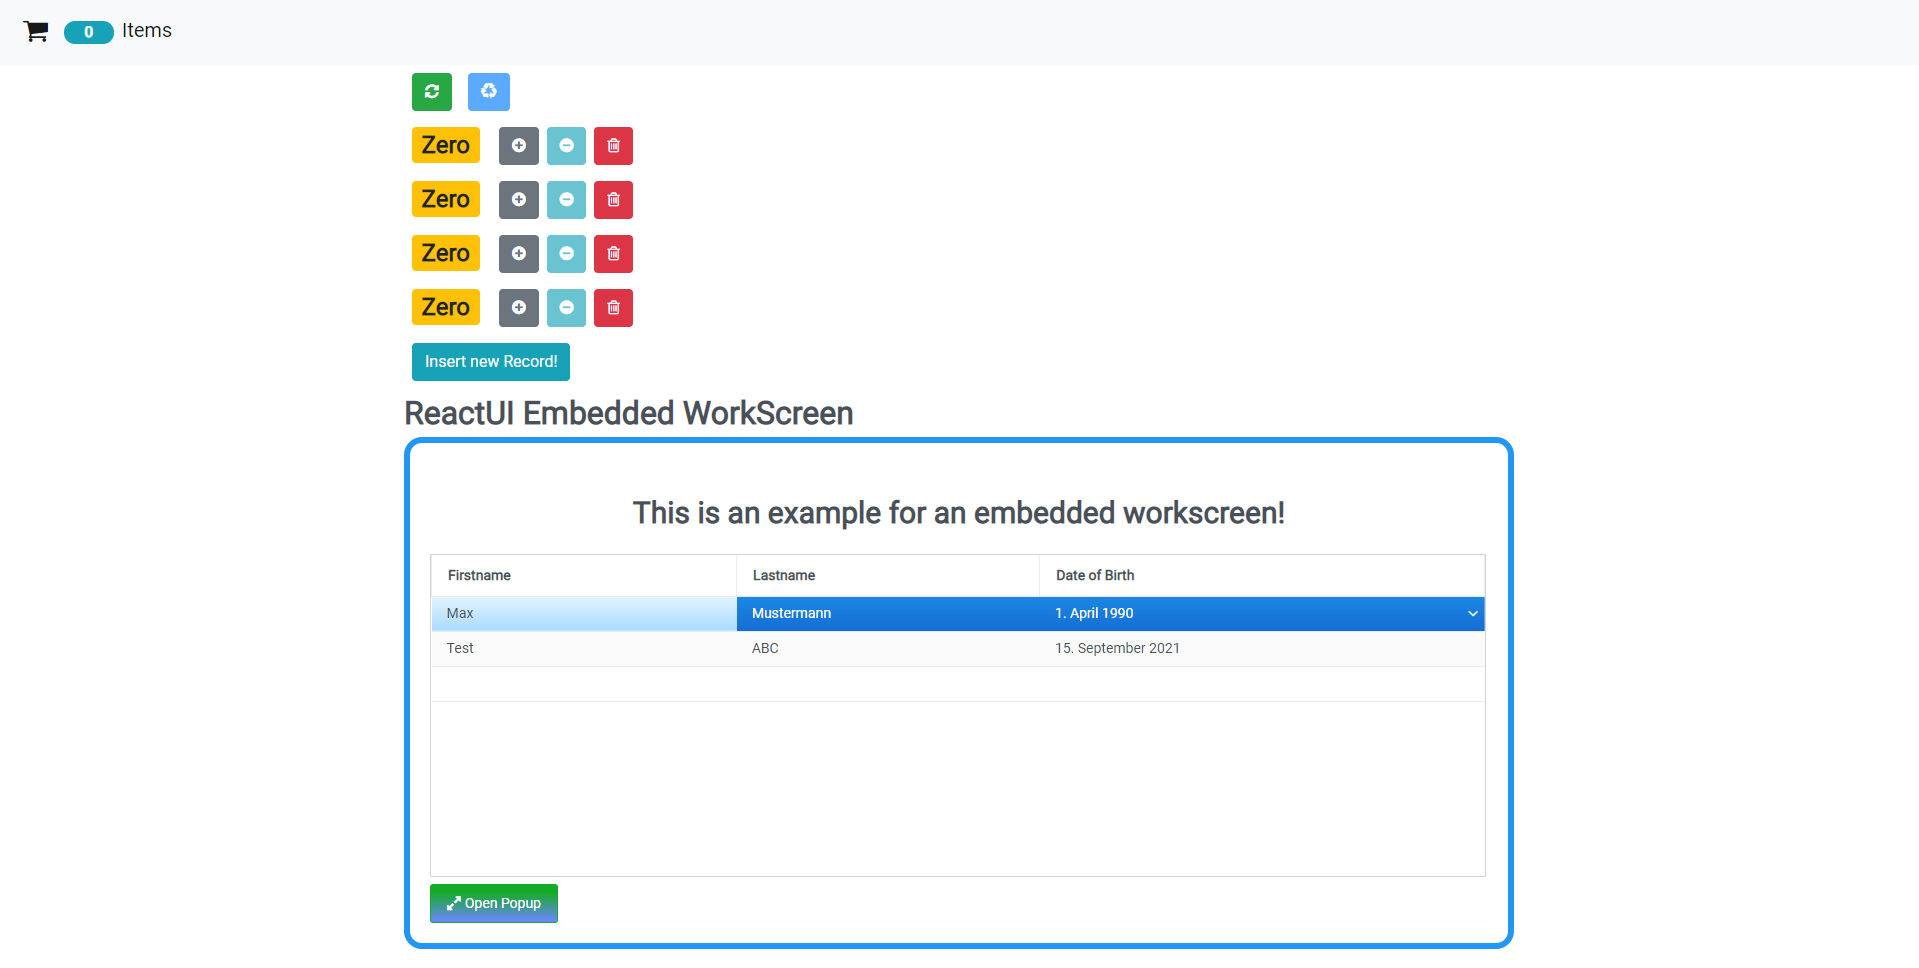 0 Items
Zero
Zero
Zero
Zero
Insert new Record!
ReactUI Embedded WorkScreen
This is an example for an embedded workscreen!
Firstname Lastname Date of Birth
Max Mustermann 1. April 1990
Test ABC 15. September 2021
Open Popup